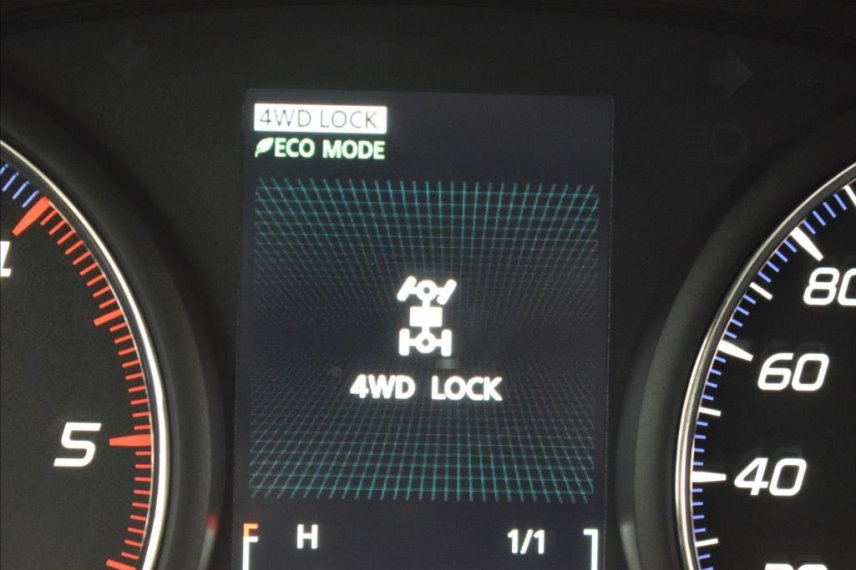 4WD LOCK
ECO MODE
80
60
4WD LOCK
5
40
F H 1/1